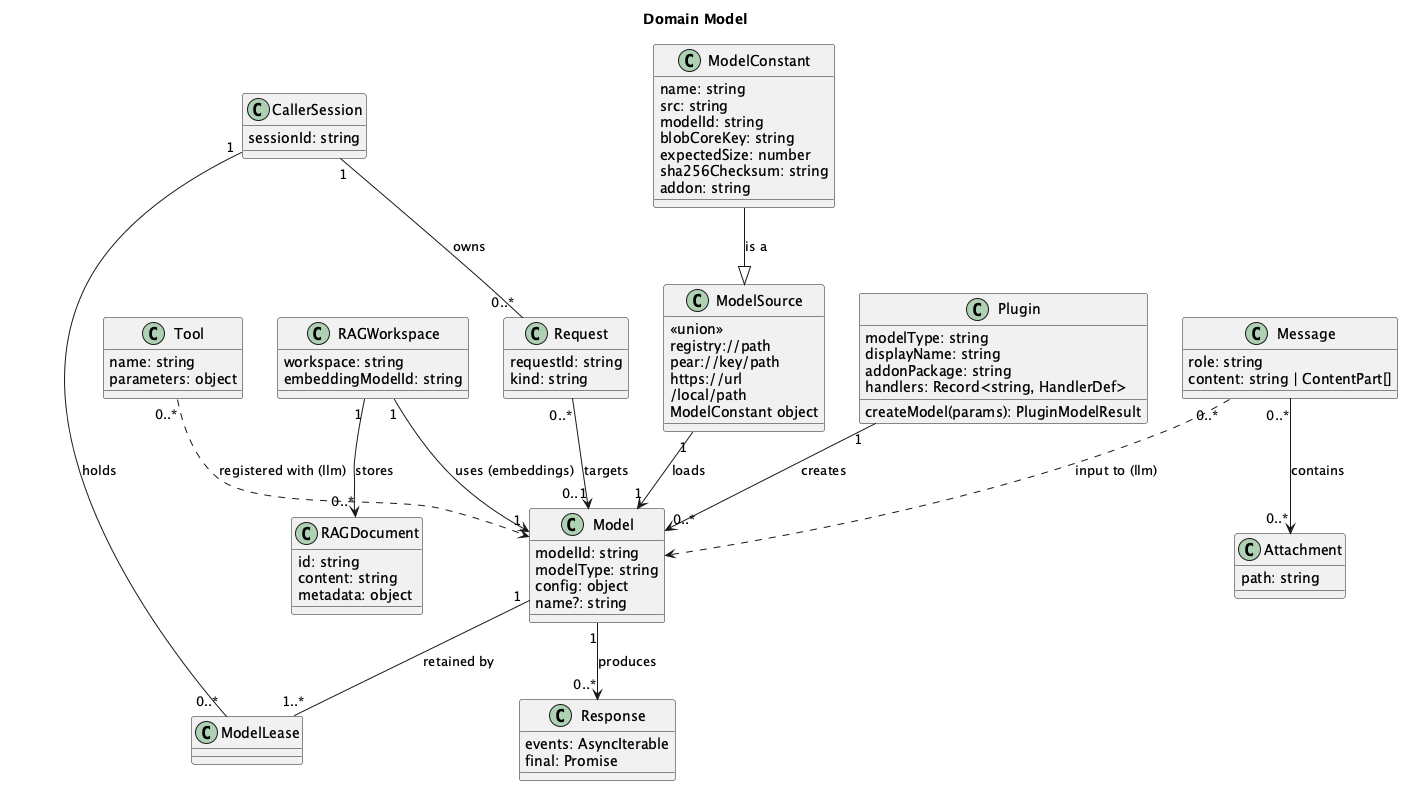 Domain Model
C ModelConstant
name: string
src: string
modelId: string
blobCoreKey: string
expectedSize: number
sha256Checksum: string
addon: string
C CallerSession
sessionId: string
1
1
owns
0..*
is a
C Tool
name: string
parameters: object
0..*
C RAGWorkspace
workspace: string
embeddingModelId: string
1
1
C Request
requestId: string
kind: string
0..*
C ModelSource
«union»
registry://path
pear://key/path
https://url
/local/path
ModelConstant object
1
C Plugin
modelType: string
displayName: string
addonPackage: string
handlers: Record<string, HandlerDef>
createModel(params): PluginModelResult
1
C Message
role: string
content: string | ContentPart[]
0..*
0..*
holds
registered with (llm)
stores
uses (embeddings)
targets
loads
creates
input to (llm)
contains
0..*
1
0..1
1
0..*
0..*
C RAGDocument
id: string
content: string
metadata: object
C Model
modelId: string
modelType: string
config: object
name?: string
C Attachment
path: string
1
1
retained by
produces
0..*
1..*
0..*
C ModelLease
C Response
events: AsyncIterable
final: Promise